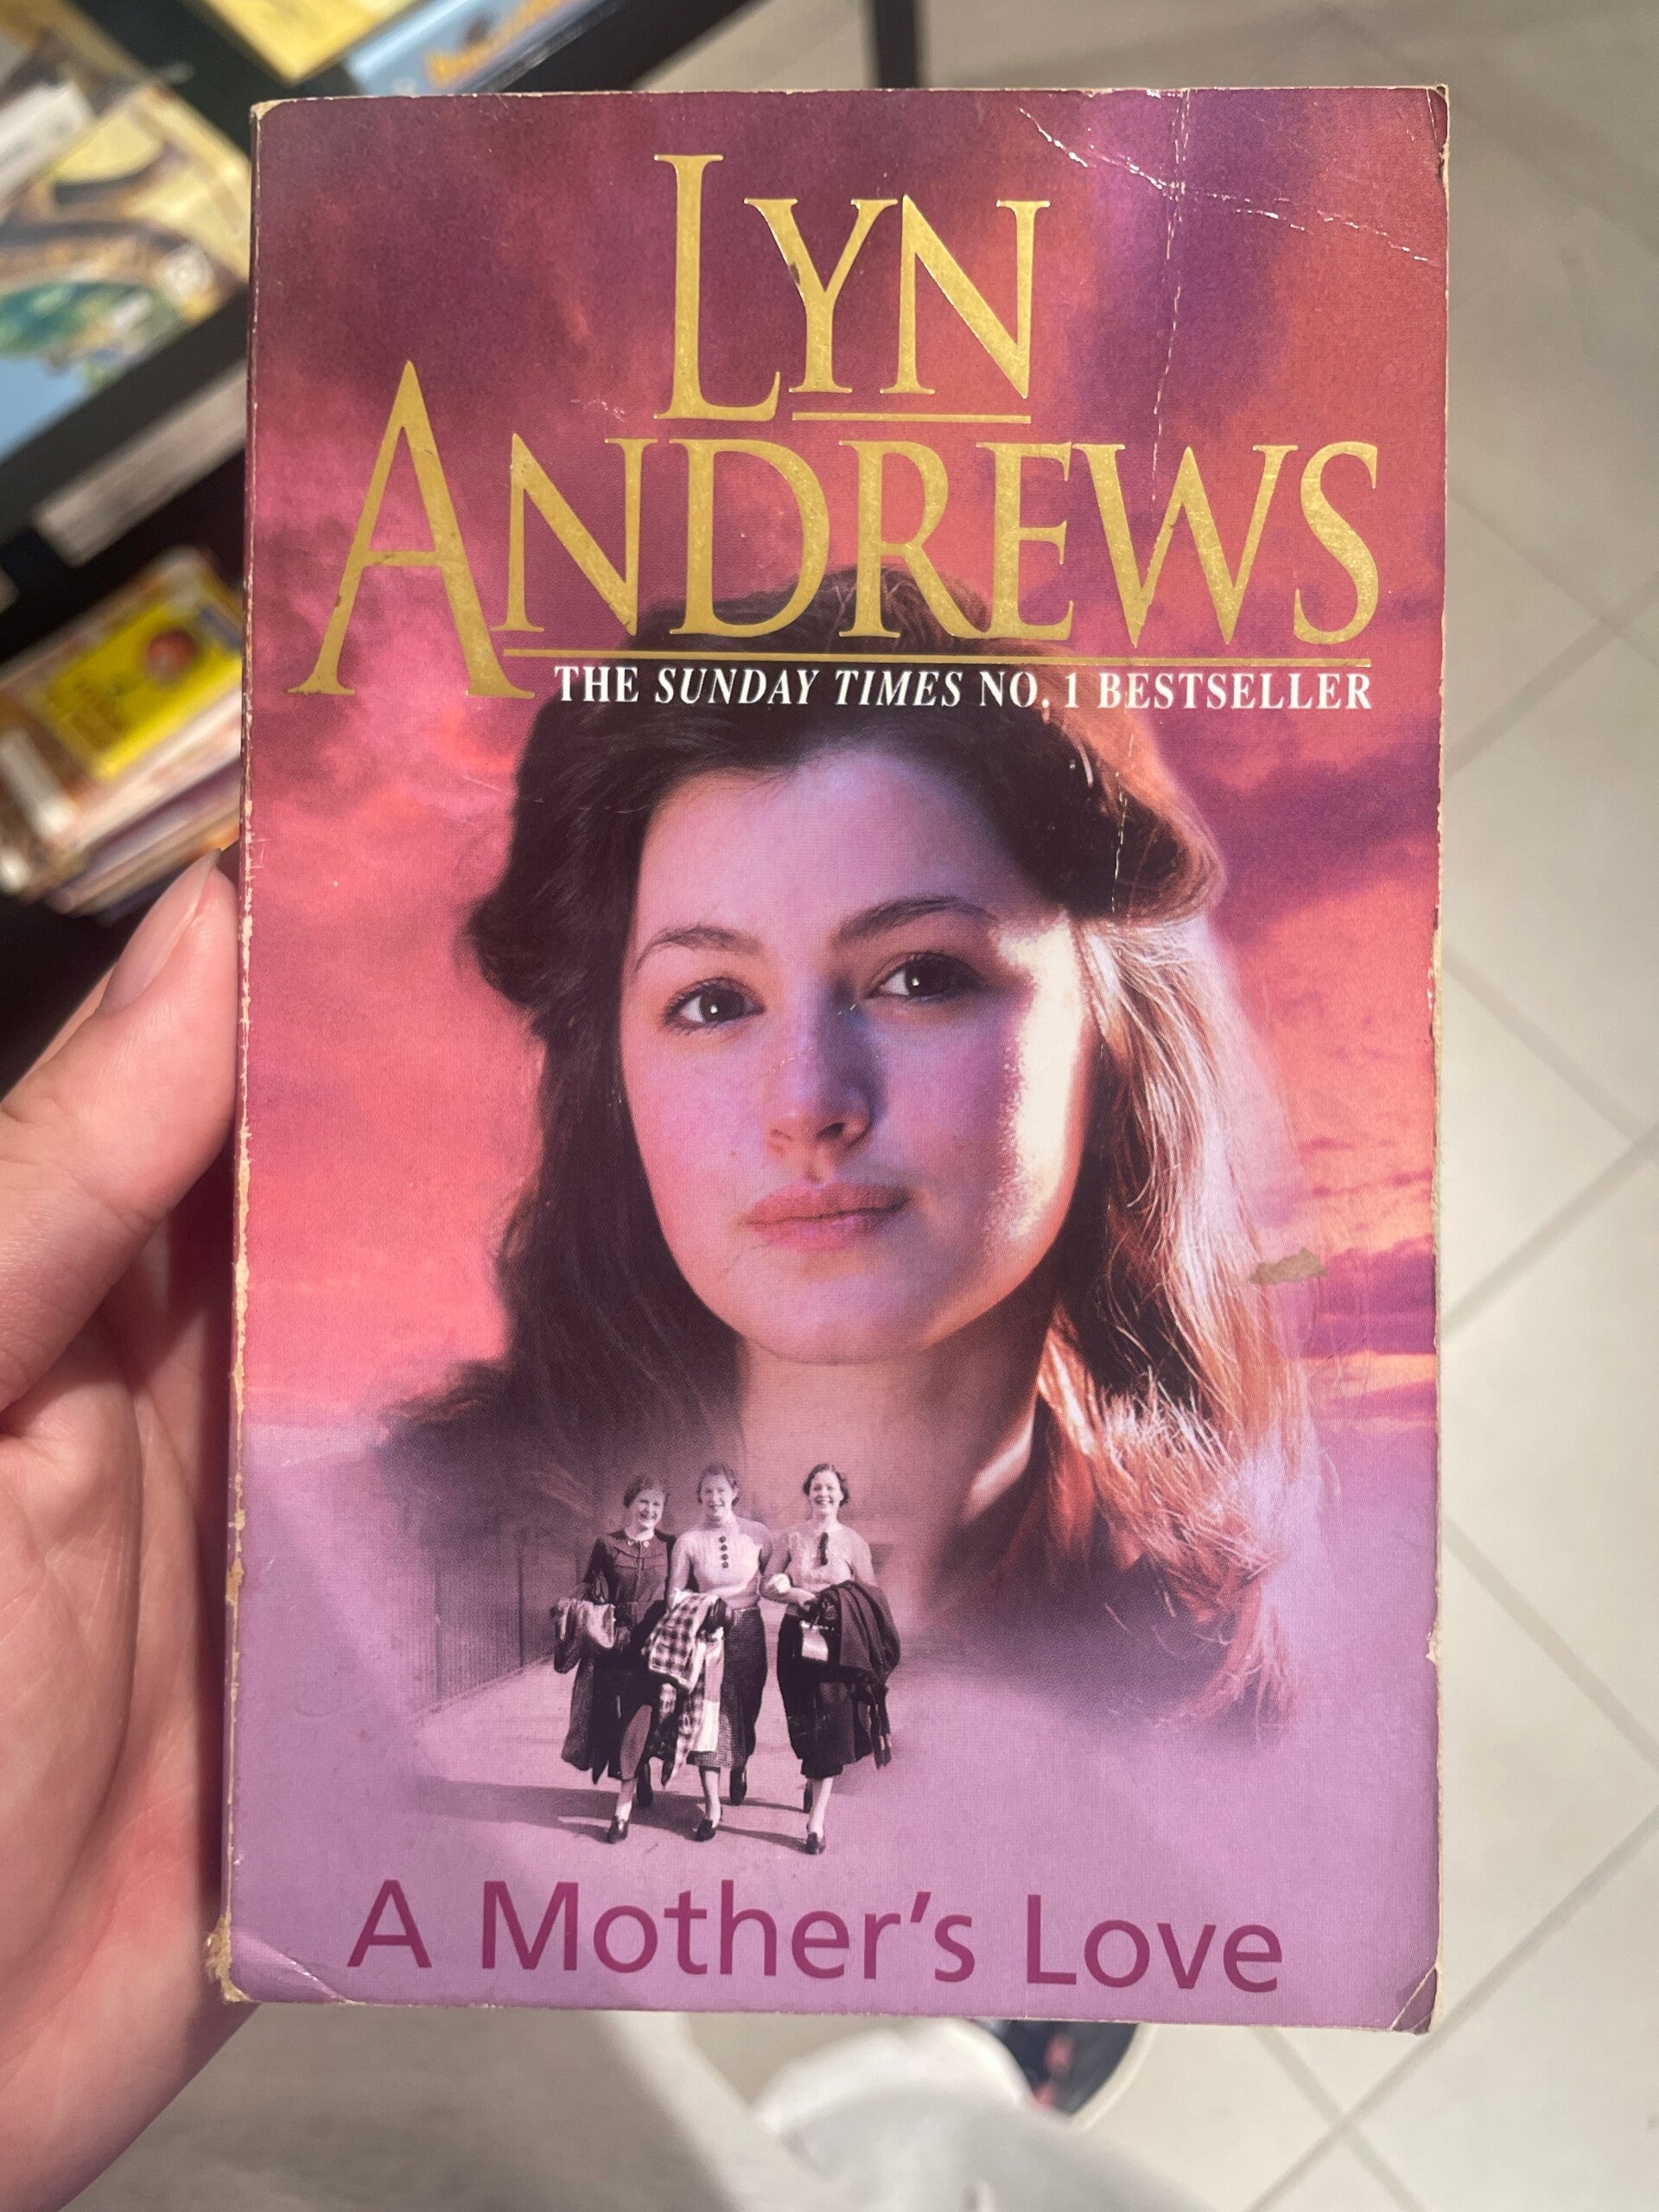 LYN
ANDREWS
THE SUNDAY TIMES NO. 1 BESTSELLER
A Mother's Love